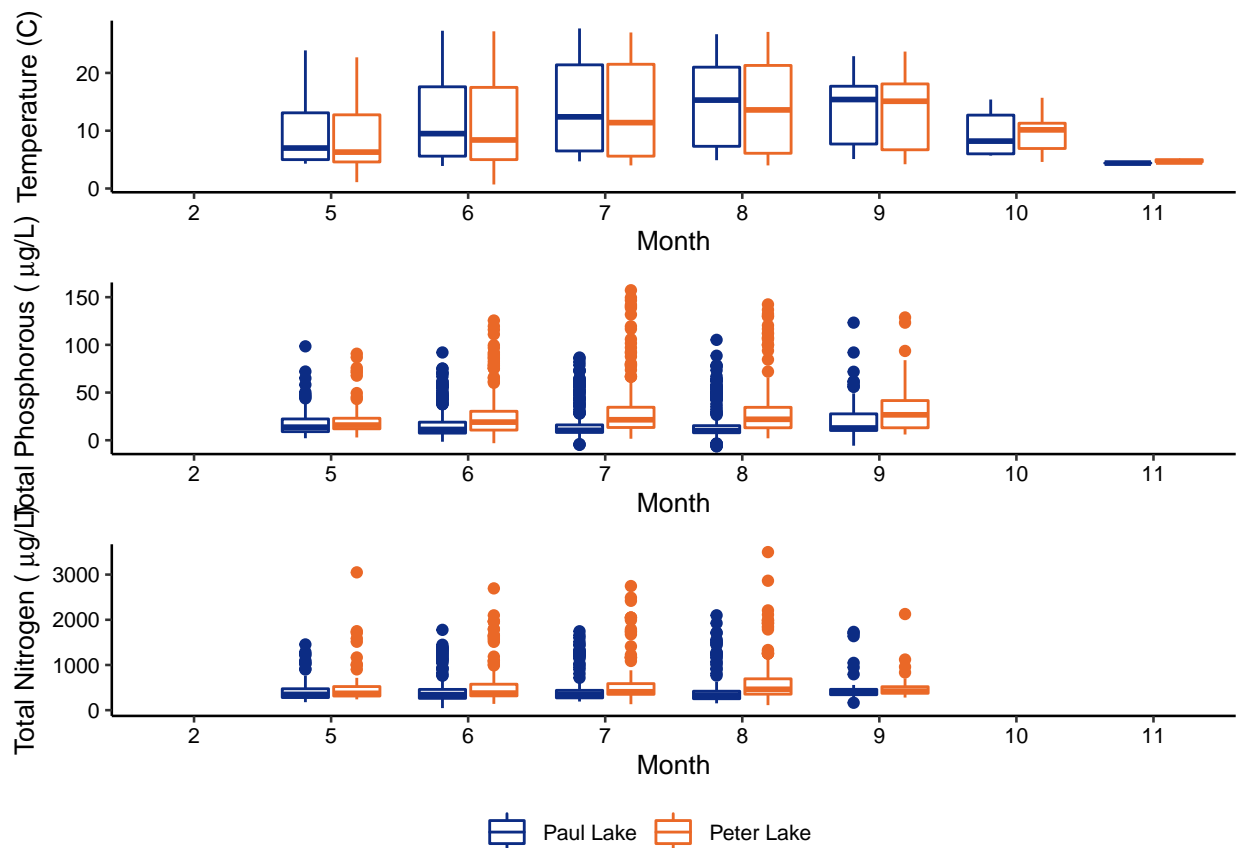 Temperature (C)
20
10
0
2 5 6 7 8 9 10 11
Month
Total Phosphorous ( µg/L)
150
100
50
0
2 5 6 7 8 9 10 11
Month
Total Nitrogen ( µg/L)
3000
2000
1000
0
2 5 6 7 8 9 10 11
Month
Paul Lake Peter Lake